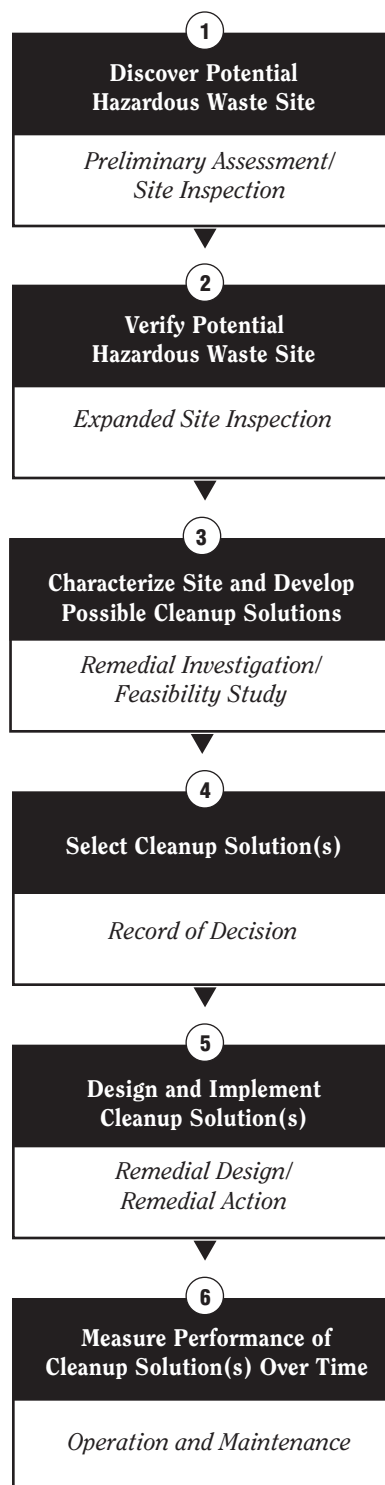 1
Discover Potential
Hazardous Waste Site
Preliminary Assessment/
Site Inspection
2
Verify Potential
Hazardous Waste Site
Expanded Site Inspection
3
Characterize Site and Develop
Possible Cleanup Solutions
Remedial Investigation/
Feasibility Study
4
Select Cleanup Solution(s)
Record of Decision
5
Design and Implement
Cleanup Solution(s)
Remedial Design/
Remedial Action
6
Measure Performance of
Cleanup Solution(s) Over Time
Operation and Maintenance